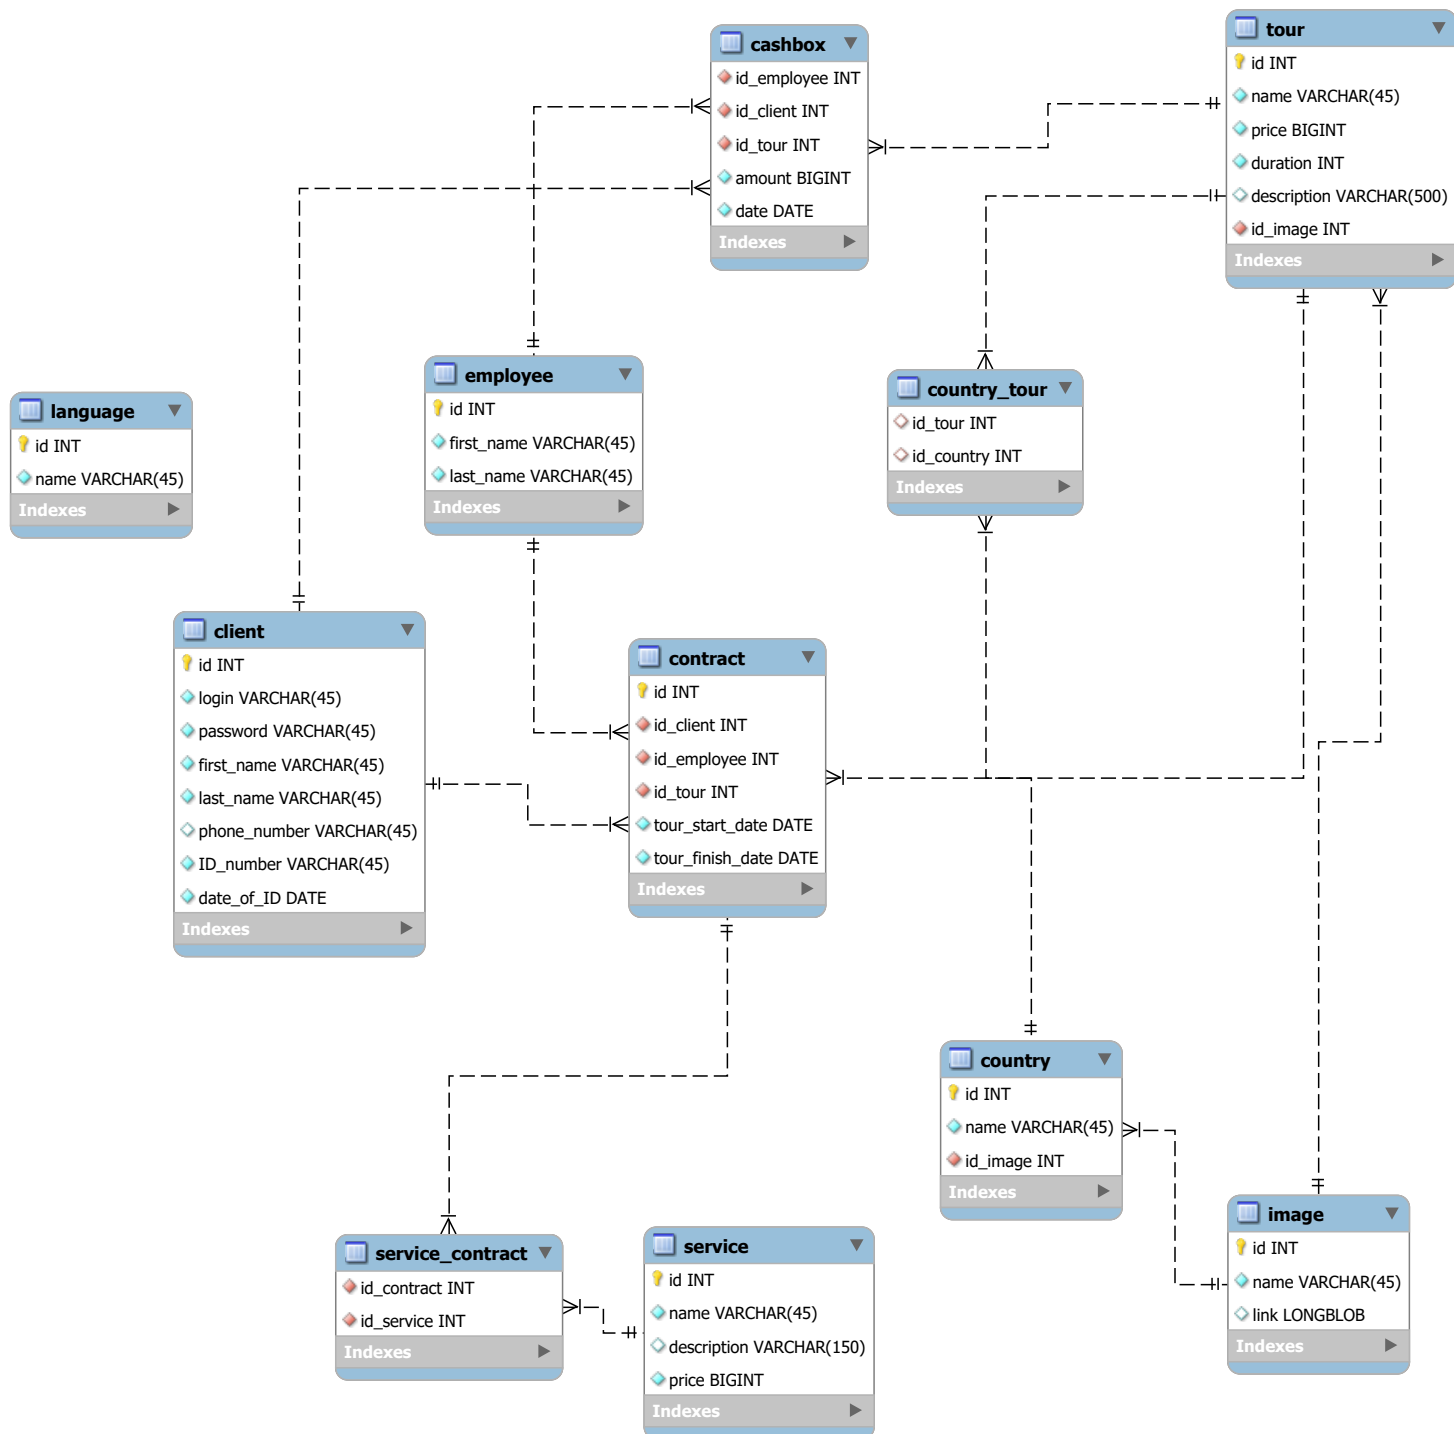 cashbox
id_employee INT
id_client INT
id_tour INT
amount BIGINT
date DATE
Indexes
tour
id INT
name VARCHAR(45)
price BIGINT
duration INT
description VARCHAR(500)
id_image INT
Indexes
language
id INT
name VARCHAR(45)
Indexes
employee
id INT
first_name VARCHAR(45)
last_name VARCHAR(45)
Indexes
country_tour
id_tour INT
id_country INT
Indexes
client
id INT
login VARCHAR(45)
password VARCHAR(45)
first_name VARCHAR(45)
last_name VARCHAR(45)
phone_number VARCHAR(45)
ID_number VARCHAR(45)
date_of_ID DATE
Indexes
contract
id INT
id_client INT
id_employee INT
id_tour INT
tour_start_date DATE
tour_finish_date DATE
Indexes
country
id INT
name VARCHAR(45)
id_image INT
Indexes
image
id INT
name VARCHAR(45)
link LONGBLOB
Indexes
service_contract
id_contract INT
id_service INT
Indexes
service
id INT
name VARCHAR(45)
description VARCHAR(150)
price BIGINT
Indexes